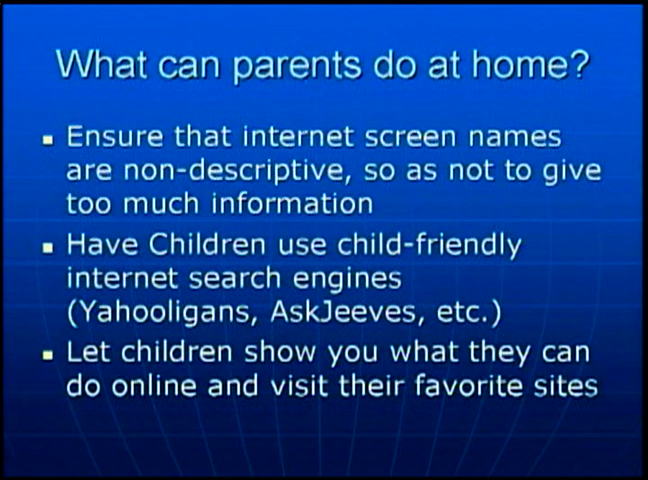 What can parents do at home?
Ensure that internet screen names
are non-descriptive, so as not to give
too much information
Have Children use child-friendly
internet search engines
(Yahooligans, AskJeeves, etc.)
Let children show you what they can
do online and visit their favorite sites